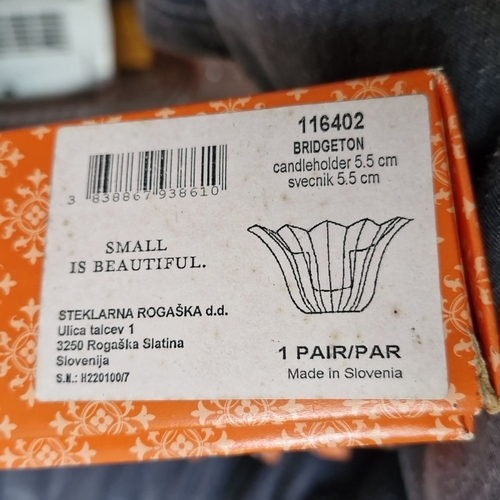 116402
BRIDGETON
candleholder 5.5 cm
svecnik 5.5 cm
3 838867 938610
SMALL
IS BEAUTIFUL.
STEKLARNA ROGAŠKA d.d.
Ulica talcev 1
3250 Rogaška Slatina
Slovenija
S.N.: H220100/7
1 PAIR/PAR
Made in Slovenia